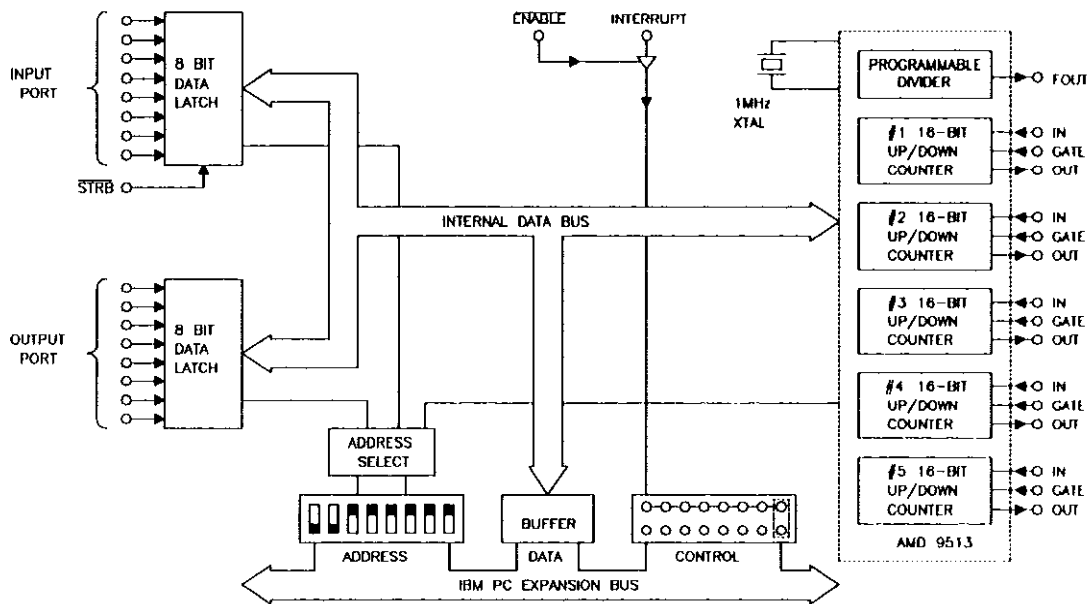 ENABLE
INTERRUPT
INPUT
PORT
8 BIT
DATA
LATCH
STRB
1MHz
XTAL
PROGRAMMABLE
DIVIDER
FOUT
#1 16-BIT
UP/DOWN
COUNTER
IN
GATE
OUT
INTERNAL DATA BUS
#2 16-BIT
UP/DOWN
COUNTER
IN
GATE
OUT
OUTPUT
PORT
8 BIT
DATA
LATCH
#3 16-BIT
UP/DOWN
COUNTER
IN
GATE
OUT
ADDRESS
SELECT
#4 16-BIT
UP/DOWN
COUNTER
IN
GATE
OUT
BUFFER
#5 16-BIT
UP/DOWN
COUNTER
IN
GATE
OUT
ADDRESS
DATA
CONTROL
AMD 9513
IBM PC EXPANSION BUS